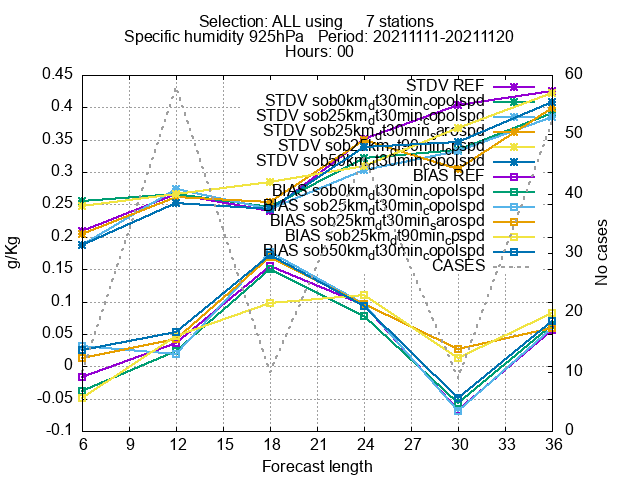 Selection: ALL using 7 stations
Specific humidity 925hPa Period: 20211111-20211120
Hours: 00
0.45
0.4
0.35
0.3
0.25
0.2
0.15
0.1
0.05
0
-0.05
-0.1
g/Kg
STDV REF
STDV sob0km_dt30min_copolspd
STDV sob25km_dt30min_copolspd
STDV sob25km_dt30min_sarospd
STDV sob25km_dt90min_cpspd
STDV sob50km_dt30min_copolspd
BIAS REF
BIAS sob0km_dt30min_copolspd
BIAS sob25km_dt30min_copolspd
BIAS sob25km_dt30min_sarospd
BIAS sob25km_dt90min_cpspd
BIAS sob50km_dt30min_copolspd
CASES
60
50
40
30
20
10
0
No cases
6 9 12 15 18 21 24 27 30 33 36
Forecast length